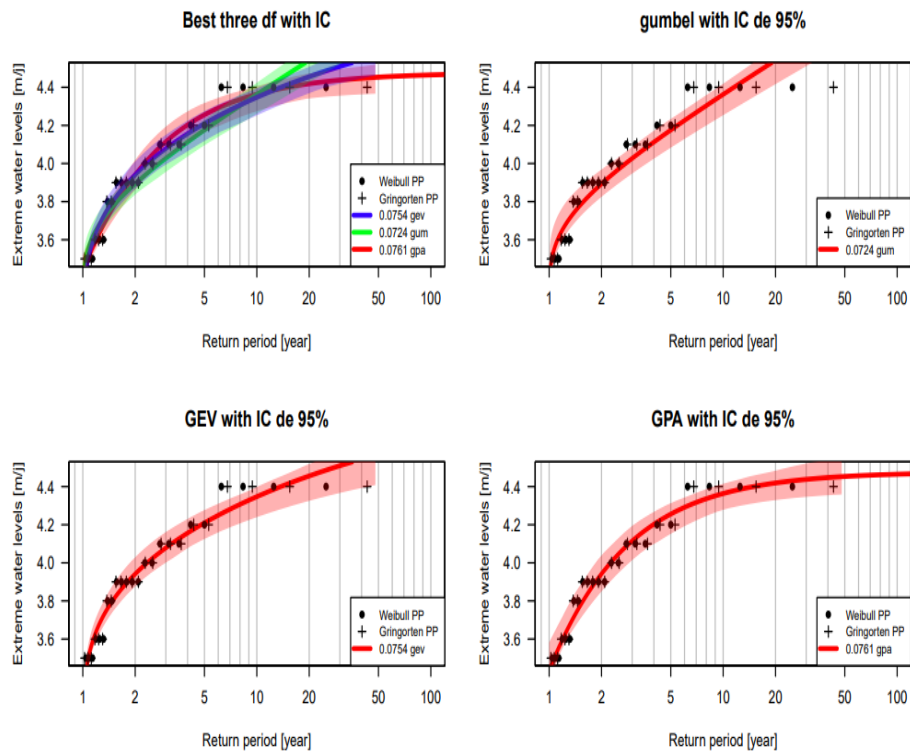 Best three df with IC
Extreme water levels [m/j]
4.4
4.2
4.0
3.8
3.6
Weibull PP
Gringorten PP
0.0754 gev
0.0724 gum
0.0761 gpa
1 2 5 10 20 50 100
Return period [year]
gumbel with IC de 95%
Extreme water levels [m/j]
4.4
4.2
4.0
3.8
3.6
Weibull PP
Gringorten PP
0.0724 gum
1 2 5 10 20 50 100
Return period [year]
GEV with IC de 95%
Extreme water levels [m/j]
4.4
4.2
4.0
3.8
3.6
Weibull PP
Gringorten PP
0.0754 gev
1 2 5 10 20 50 100
Return period [year]
GPA with IC de 95%
Extreme water levels [m/j]
4.4
4.2
4.0
3.8
3.6
Weibull PP
Gringorten PP
0.0761 gpa
1 2 5 10 20 50 100
Return period [year]